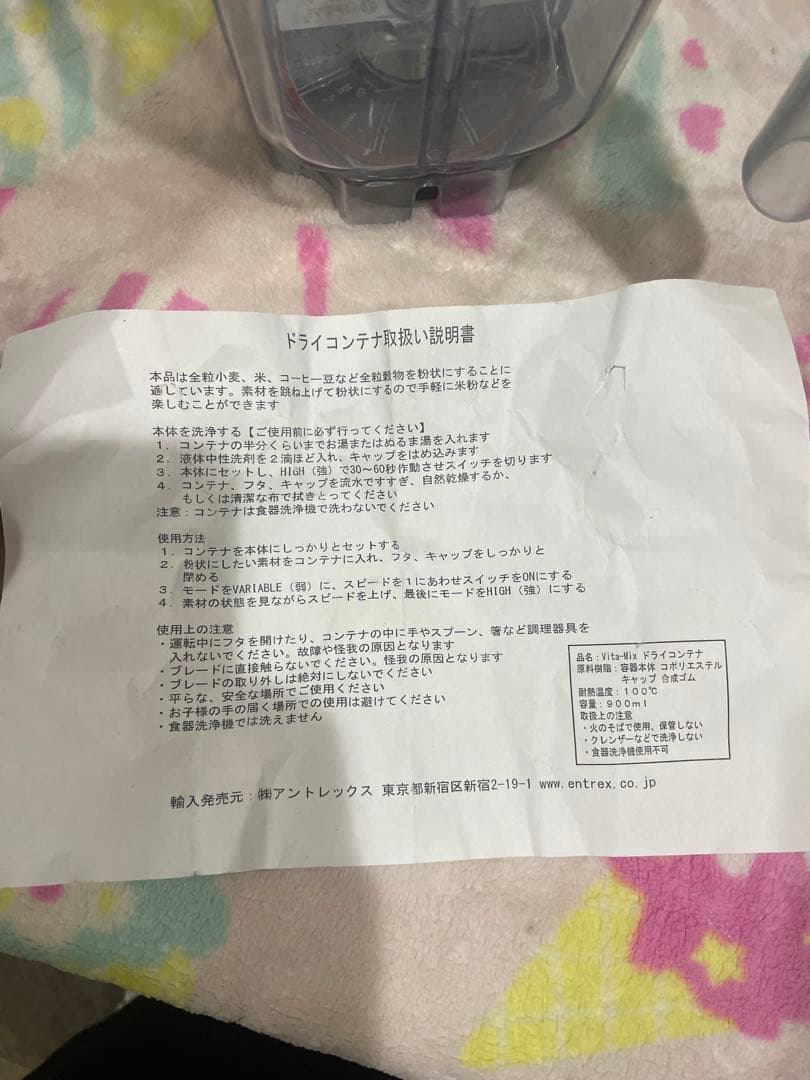 ドライコンテナ取扱い説明書
本品は全粒小麦、米、コーヒー豆など全粒穀物を粉状にすることに
適しています。素材を跳ね上げて粉状にするので手軽に米粉などを
楽しむことができます
本体を洗浄する【ご使用前に必ず行ってください】
1. コンテナの半分くらいまでお湯またはぬるま湯を入れます
2. 液体中性洗剤を2滴ほど入れ、キャップをはめ込みます
3. 本体にセットし、HIGH(強)で30~60秒作動させスイッチを切ります
4. コンテナ、フタ、キャップを流水ですすぎ、自然乾燥するか、
もしくは清潔な布で拭きとってください
注意:コンテナは食器洗浄機で洗わないでください
使用方法
1. コンテナを本体にしっかりとセットする
2. 粉状にしたい素材をコンテナに入れ、フタ、キャップをしっかりと
閉める
3. モードをVARIABLE(弱)に、スピードを1にあわせスイッチをONにする
4. 素材の状態を見ながらスピードを上げ、最後にモードをHIGH(強)にする
使用上の注意
・運転中にフタを開けたり、コンテナの中に手やスプーン、箸など調理器具を
入れないでください。故障や怪我の原因となります
・ブレードに直接触らないでください。怪我の原因となります
・ブレードの取り外しは絶対にしないでください
・平らな、安全な場所でご使用ください
・お子様の手の届く場所での使用は避けてください
・食器洗浄機では洗えません
品名:Vita-Mix ドライコンテナ
原料樹脂:容器本体 コポリエステル
キャップ 合成ゴム
耐熱温度:100℃
容量:900ml
取扱上の注意
・火のそばで使用、保管しない
・クレンザーなどで洗浄しない
・食器洗浄機使用不可
輸入発売元:㈱アントレックス 東京都新宿区新宿2-19-1 www.entrex.co.jp